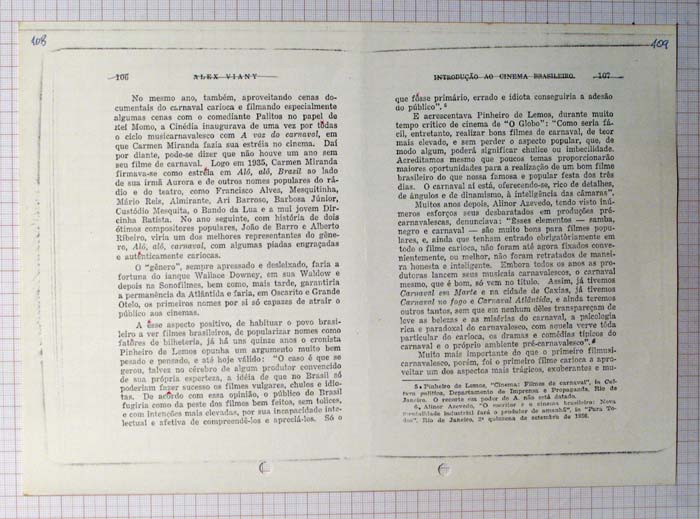 108
109
106 ALEX VIANY
No mesmo ano, também, aproveitando cenas do-
cumentais do carnaval carioca e filmando especialmente
algumas cenas com o comediante Palitos no papel de
Rei Momo, a Cinédia inaugurava de uma vez por tôdas
o ciclo musicarnavalesco com A voz do carnaval, em
que Carmen Miranda fazia sua estréia no cinema. Daí
por diante, pode-se dizer que não houve um ano sem
seu filme de carnaval. Logo em 1935, Carmen Miranda
firmava-se como estrêla em Alô, alô, Brasil ao lado
de sua irmã Aurora e de outros nomes populares do rá-
dio e do teatro, como Francisco Alves, Mesquitinha,
Mário Reis, Almirante, Ari Barroso, Barbosa Júnior,
Custódio Mesquita, o Bando da Lua e a mui jovem Dir-
cinha Batista. No ano seguinte, com história de dois
ótimos compositores populares, João de Barro e Alberto
Ribeiro, viria um dos melhores representantes do gêne-
ro, Alô, alô, carnaval, com algumas piadas engraçadas
e autênticamente cariocas.
O "gênero", sempre apressado e desleixado, faria a
fortuna do ianque Wallace Downey, em sua Waldow e
depois na Sonofilmes, bem como, mais tarde, garantiria
a permanência da Atlântida e faria, em Oscarito e Grande
Otelo, os primeiros nomes por si só capazes de atrair o
público aos cinemas.
A êsse aspecto positivo, de habituar o povo brasi-
leiro a ver filmes brasileiros, de popularizar nomes como
fatôres de bilheteria, já há uns quinze anos o cronista
Pinheiro de Lemos opunha um argumento muito bem
pesado e pensado, e até hoje válido: "O caso é que se
gerou, talvez no cérebro de algum produtor convencido
de sua própria esperteza, a idéia de que no Brasil só
poderiam fazer sucesso os filmes vulgares, chulos e idio-
tas. De acôrdo com essa opinião, o público do Brasil
fugiria como da peste dos filmes bem feitos, sem tolices,
e com intenções mais elevadas, por sua incapacidade inte-
lectual e afetiva de compreendê-los e apreciá-los. Só o
INTRODUÇÃO AO CINEMA BRASILEIRO 107
que fôsse primário, errado e idiota conseguiria a adesão
do público". 5
E acrescentava Pinheiro de Lemos, durante muito
tempo crítico de cinema de "O Globo": "Como seria fá-
cil, entretanto, realizar bons filmes de carnaval, de teor
mais elevado, e sem perder o aspecto popular, que, de
modo algum, poderá significar chulice ou imbecilidade.
Acreditamos mesmo que poucos temas proporcionarão
maiores oportunidades para a realização de um bom filme
brasileiro do que nossa famosa e popular festa dos três
dias. O carnaval aí está, oferecendo-se, rico de detalhes,
de ângulos e de dinamismo, à inteligência das câmaras".
Muitos anos depois, Alinor Azevedo, tendo visto inú-
meros esforços seus desbaratados em produções pré-
carnavalescas, denunciava: "Esses elementos — samba,
negro e carnaval — são muito bons para filmes popula-
res, e, ainda que tenham entrado obrigatòriamente em
todo o filme carioca, não foram até agora fixados conve-
nientemente, ou melhor, não foram retratados de manei-
ra honesta e inteligente. Embora todos os anos as pro-
dutoras lancem seus musicais carnavalescos, o carnaval
mesmo, que é bom, só vem no título. Assim, já tivemos
Carnaval em Marte e na cidade de Caxias, já tivemos
Carnaval no fogo e Carnaval Atlântida, e ainda teremos
outros tantos, sem que em nenhum dêles transpareçam de
leve as belezas e as misérias do carnaval, a psicologia
rica e paradoxal do carnavalesco, com aquela verve tôda
particular do carioca, os dramas e comédias típicos do
carnaval e o próprio ambiente pré-carnavalesco". 6
Muito mais importante do que o primeiro filmusi-
carnavalesco, porém, foi o primeiro filme carioca a apro-
veitar um dos aspectos mais trágicos, exuberantes e mu-
5. Pinheiro de Lemos, "Cinema: Filmes de carnaval", in Cul-
tura política, Departamento de Imprensa e Propaganda, Rio de
Janeiro. O recorte em poder do A. não está datado.
6. Alinor Azevedo, "O escritor e o cinema brasileiro: Nova
mentalidade industrial fará o produtor de amanhã", in "Para To-
dos", Rio de Janeiro, 2ª quinzena de setembro de 1956.